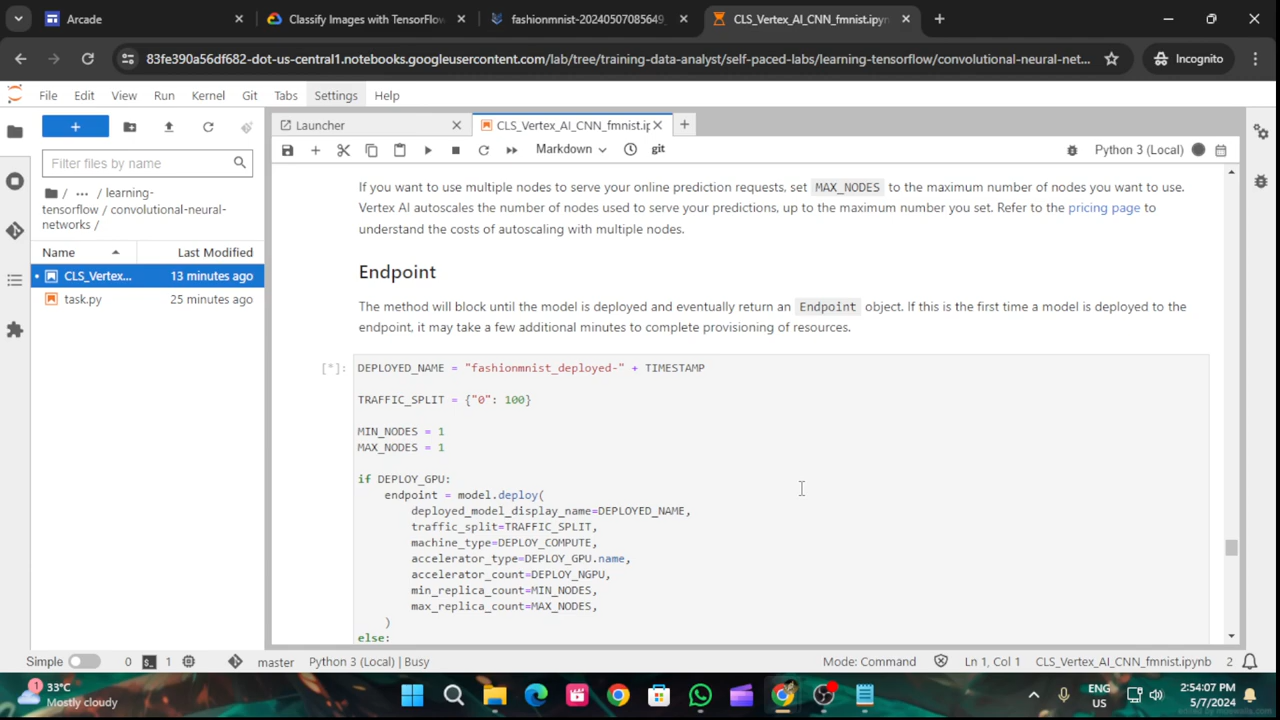 Arcade
Classify Images with TensorFlow
fashionmnist-20240507085649_
CLS_Vertex_AI_CNN_fmnist.ipyn
83fe390a56df682-dot-us-central1.notebooks.googleusercontent.com/lab/tree/training-data-analyst/self-paced-labs/learning-tensorflow/convolutional-neural-net...
Incognito
File Edit View Run Kernel Git Tabs Settings Help
Launcher
CLS_Vertex_AI_CNN_fmnist.ip
Filter files by name
Markdown
git
Python 3 (Local)
/ ... / learning-
tensorflow / convolutional-neural-
networks /
Name Last Modified
CLS_Vertex... 13 minutes ago
task.py 25 minutes ago
If you want to use multiple nodes to serve your online prediction requests, set MAX_NODES to the maximum number of nodes you want to use.
Vertex AI autoscales the number of nodes used to serve your predictions, up to the maximum number you set. Refer to the pricing page to
understand the costs of autoscaling with multiple nodes.
Endpoint
The method will block until the model is deployed and eventually return an Endpoint object. If this is the first time a model is deployed to the
endpoint, it may take a few additional minutes to complete provisioning of resources.
[*]: DEPLOYED_NAME = "fashionmnist_deployed-" + TIMESTAMP
TRAFFIC_SPLIT = {"0": 100}
MIN_NODES = 1
MAX_NODES = 1
if DEPLOY_GPU:
endpoint = model.deploy(
deployed_model_display_name=DEPLOYED_NAME,
traffic_split=TRAFFIC_SPLIT,
machine_type=DEPLOY_COMPUTE,
accelerator_type=DEPLOY_GPU.name,
accelerator_count=DEPLOY_NGPU,
min_replica_count=MIN_NODES,
max_replica_count=MAX_NODES,
)
else:
Simple 0 1 master Python 3 (Local) | Busy Mode: Command Ln 1, Col 1 CLS_Vertex_AI_CNN_fmnist.ipynb 2
1
33°C
Mostly cloudy
ENG
US
2:54:07 PM
5/7/2024